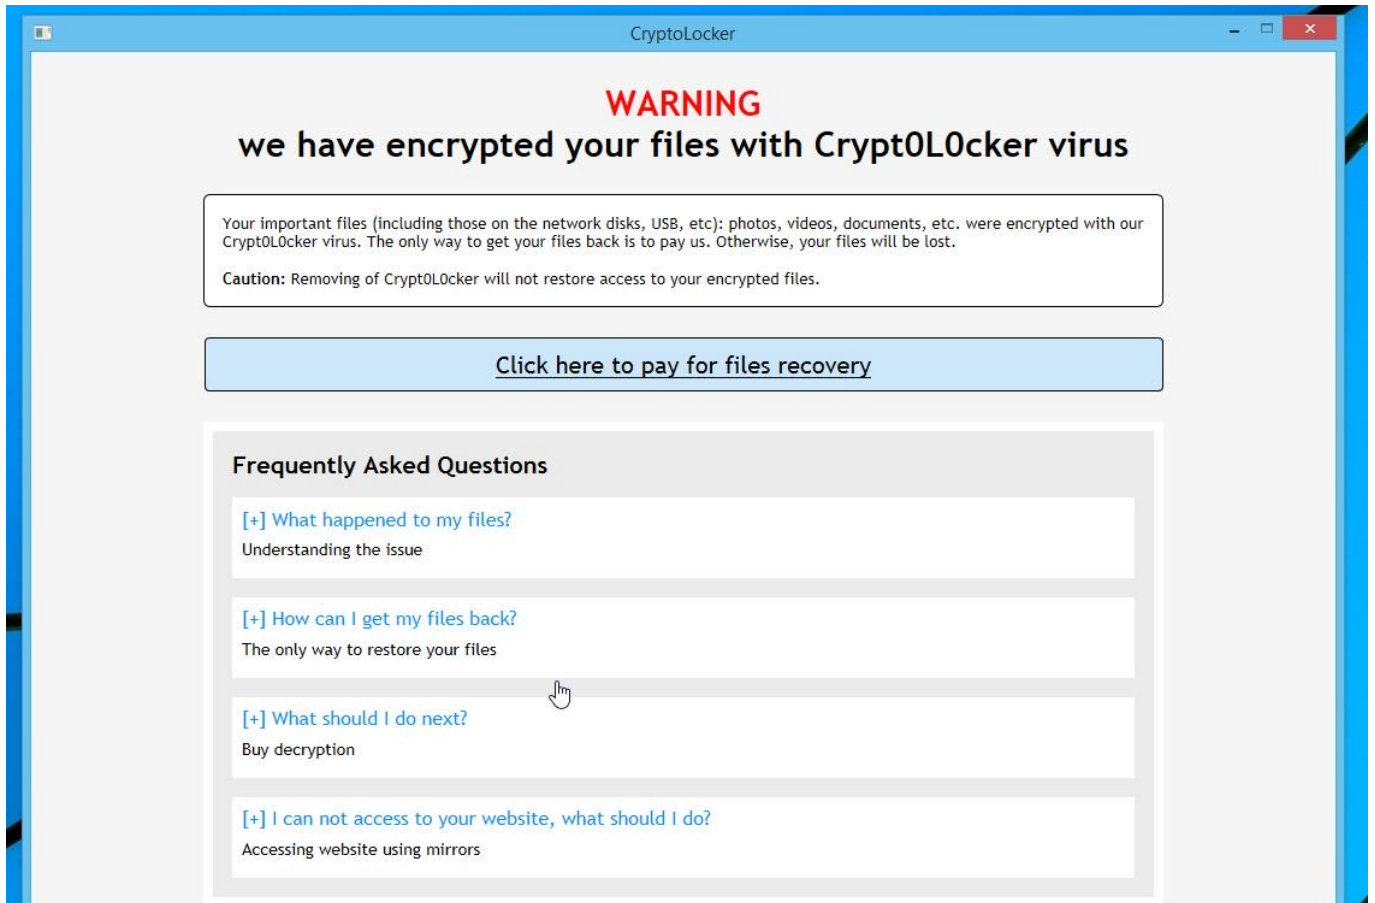 CryptoLocker
WARNING
we have encrypted your files with Crypt0L0cker virus
Your important files (including those on the network disks, USB, etc): photos, videos, documents, etc. were encrypted with our
Crypt0L0cker virus. The only way to get your files back is to pay us. Otherwise, your files will be lost.
Caution: Removing of Crypt0L0cker will not restore access to your encrypted files.
Click here to pay for files recovery
Frequently Asked Questions
[+] What happened to my files?
Understanding the issue
[+] How can I get my files back?
The only way to restore your files
[+] What should I do next?
Buy decryption
[+] I can not access to your website, what should I do?
Accessing website using mirrors